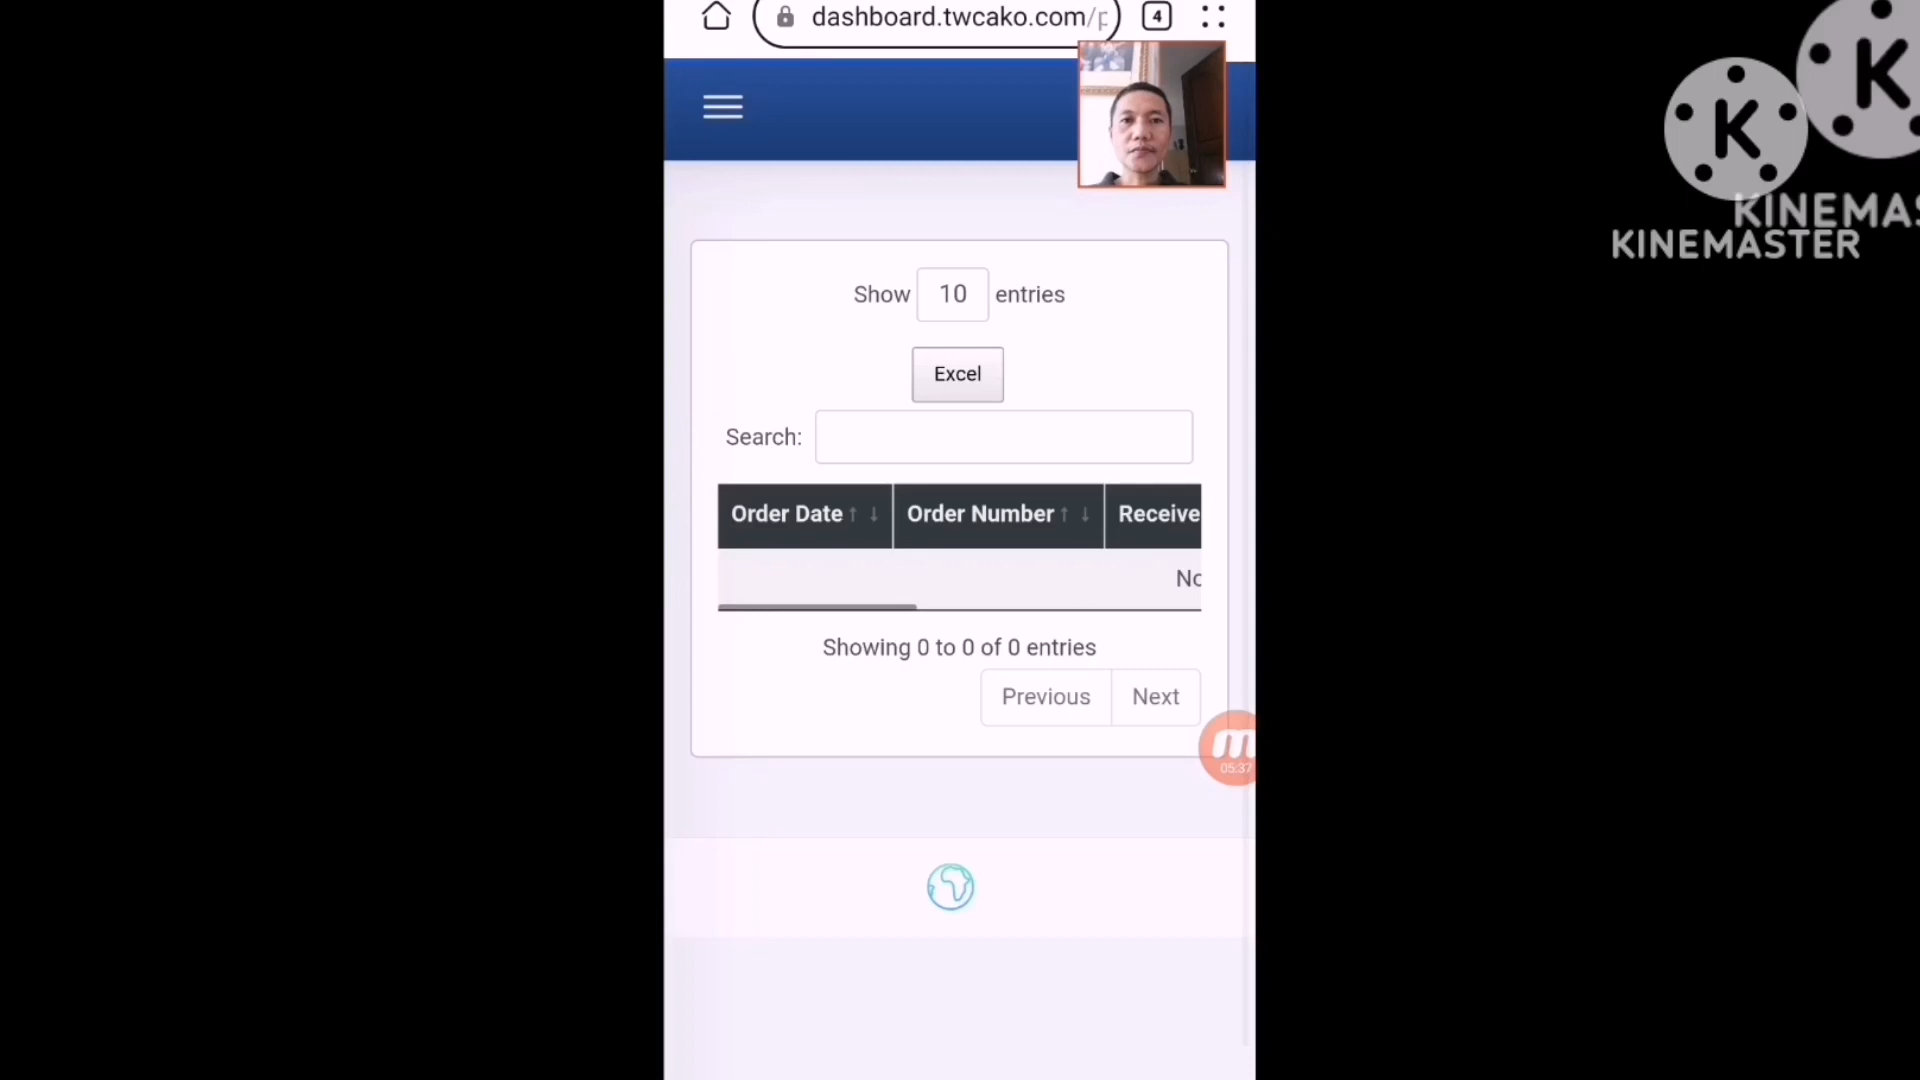 dashboard.twcako.com/p
4
K
K
KINEMAS
KINEMASTER
Show 10 entries
Excel
Search:
Order Date ↑ ↓ Order Number ↑ ↓ Receive
No
Showing 0 to 0 of 0 entries
Previous Next
m
05:37